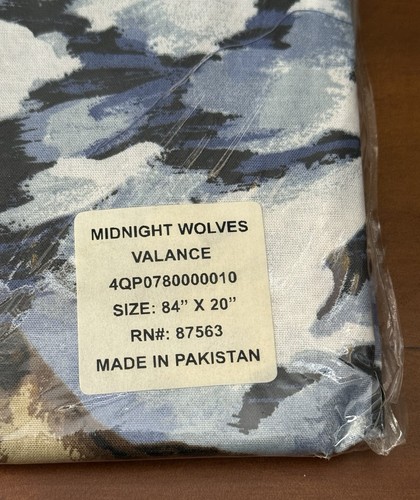 MIDNIGHT WOLVES
VALANCE
4QP0780000010
SIZE: 84” X 20”
RN#: 87563
MADE IN PAKISTAN